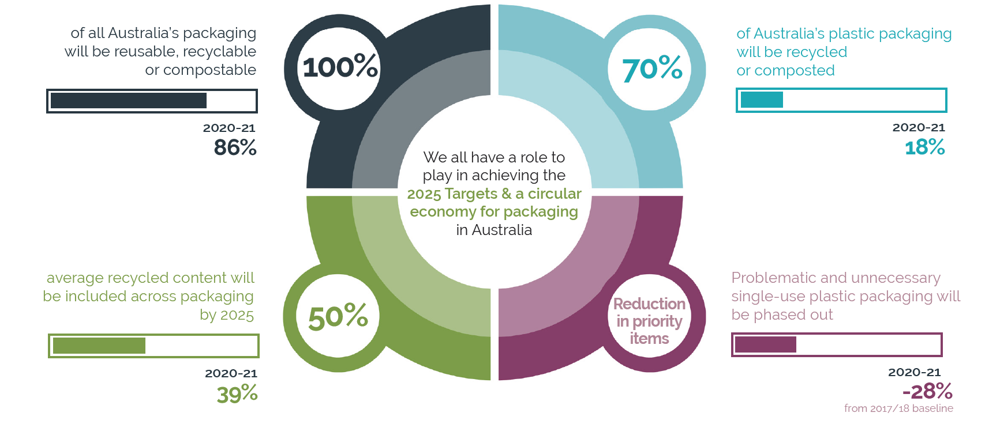 of all Australia's packaging
will be reusable, recyclable
or compostable
2020-21
86%
100%
70%
of Australia's plastic packaging
will be recycled
or composted
2020-21
18%
We all have a role to
play in achieving the
2025 Targets & a circular
economy for packaging
in Australia
average recycled content will
be included across packaging
by 2025
2020-21
39%
50%
Reduction
in priority
items
Problematic and unnecessary
single-use plastic packaging will
be phased out
2020-21
-28%
from 2017/18 baseline